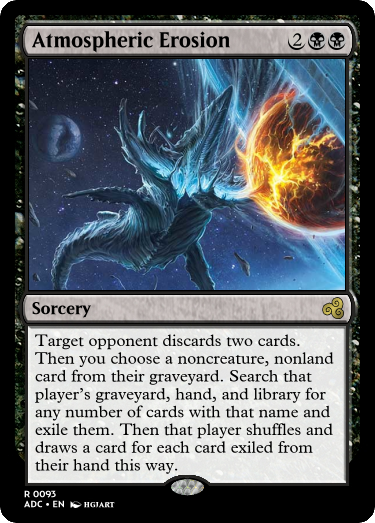 Atmospheric Erosion 2
Sorcery
Target opponent discards two cards.
Then you choose a noncreature, nonland
card from their graveyard. Search that
player's graveyard, hand, and library for
any number of cards with that name and
exile them. Then that player shuffles and
draws a card for each card exiled from
their hand this way.
R 0093
ADC • EN HGJART